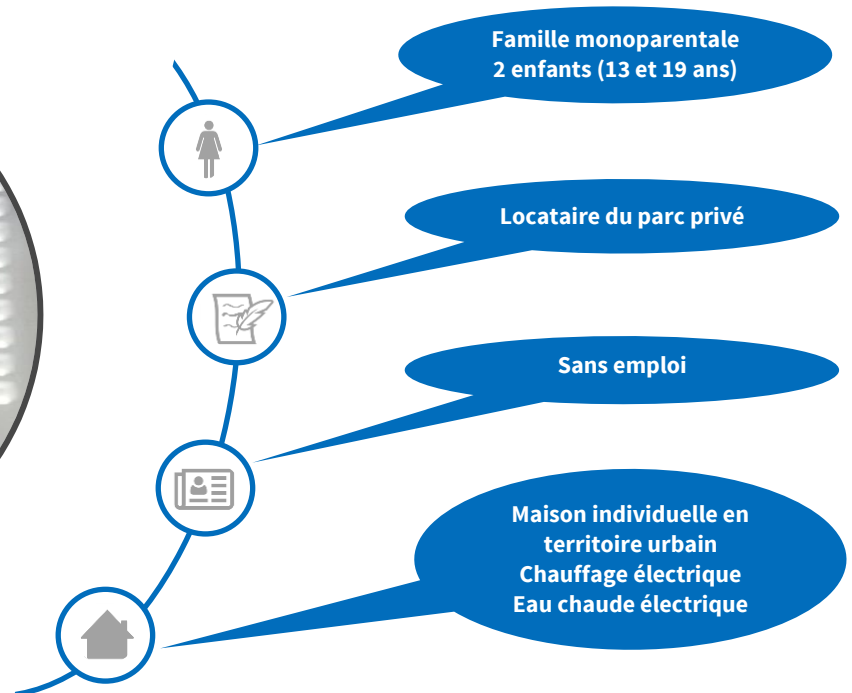 Famille monoparentale
2 enfants (13 et 19 ans)
Locataire du parc privé
Sans emploi
Maison individuelle en
territoire urbain
Chauffage électrique
Eau chaude électrique